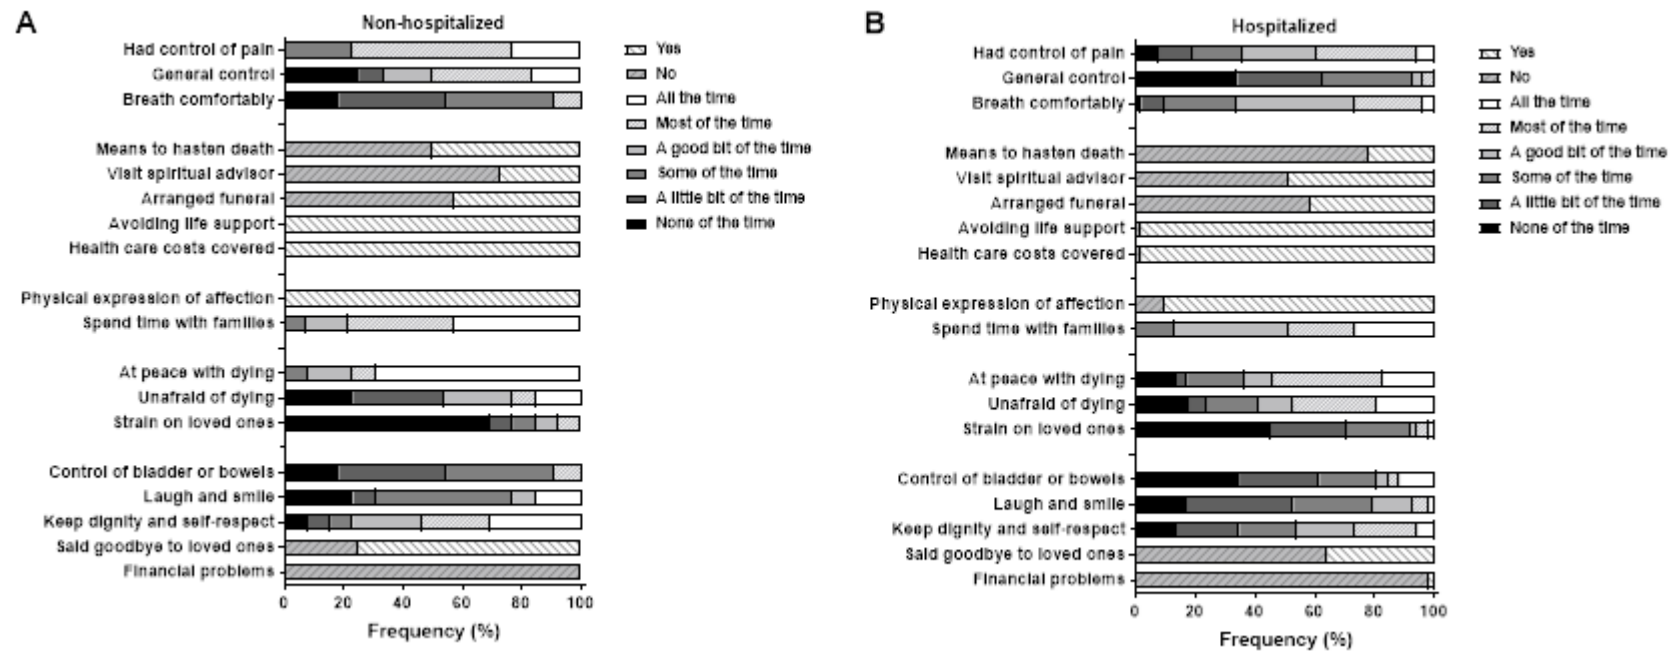 A
Non-hospitalized
Had control of pain
General control
Breath comfortably
Means to hasten death
Visit spiritual advisor
Arranged funeral
Avoiding life support
Health care costs covered
Physical expression of affection
Spend time with families
At peace with dying
Unafraid of dying
Strain on loved ones
Control of bladder or bowels
Laugh and smile
Keep dignity and self-respect
Said goodbye to loved ones
Financial problems
0 20 40 60 80 100
Frequency (%)
Yes
No
All the time
Most of the time
A good bit of the time
Some of the time
A little bit of the time
None of the time
B
Hospitalized
Had control of pain
General control
Breath comfortably
Means to hasten death
Visit spiritual advisor
Arranged funeral
Avoiding life support
Health care costs covered
Physical expression of affection
Spend time with families
At peace with dying
Unafraid of dying
Strain on loved ones
Control of bladder or bowels
Laugh and smile
Keep dignity and self-respect
Said goodbye to loved ones
Financial problems
0 20 40 60 80 100
Frequency (%)
Yes
No
All the time
Most of the time
A good bit of the time
Some of the time
A little bit of the time
None of the time